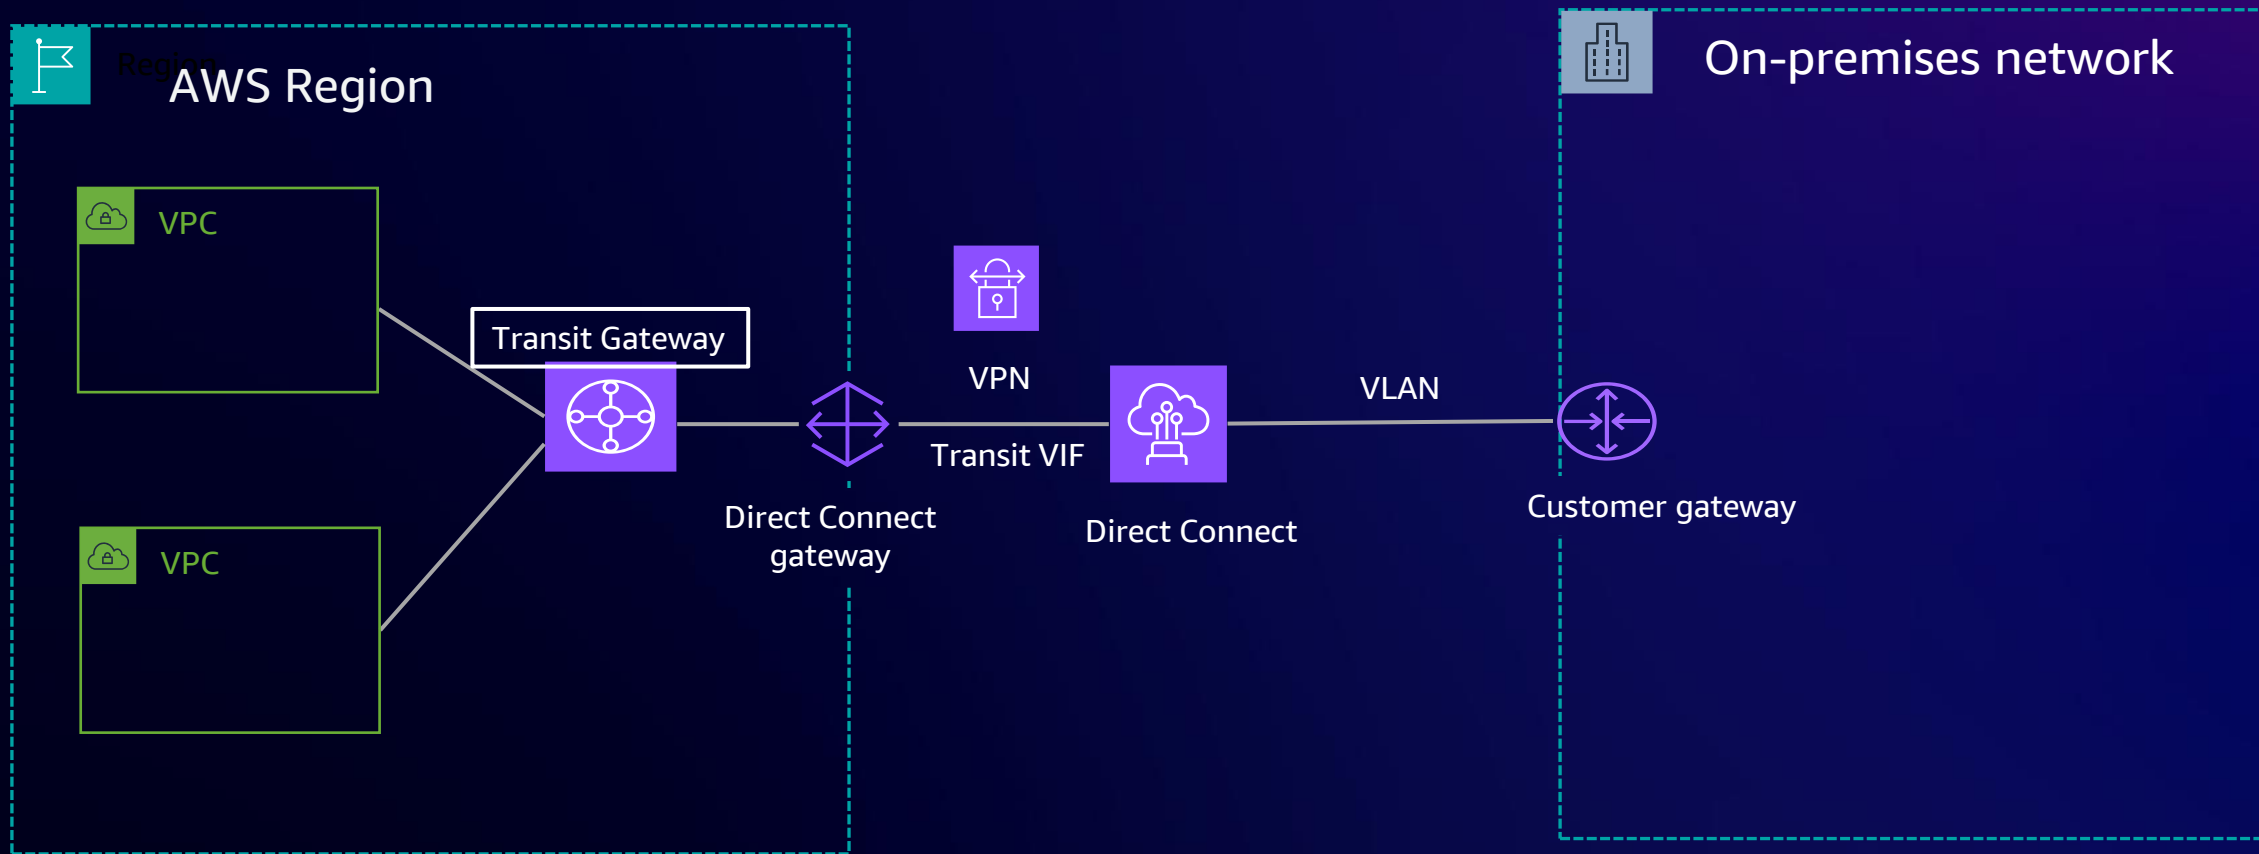 Region
AWS Region
On-premises network
VPC
Transit Gateway
VPN
VLAN
Transit VIF
Direct Connect
gateway
Direct Connect
Customer gateway
VPC